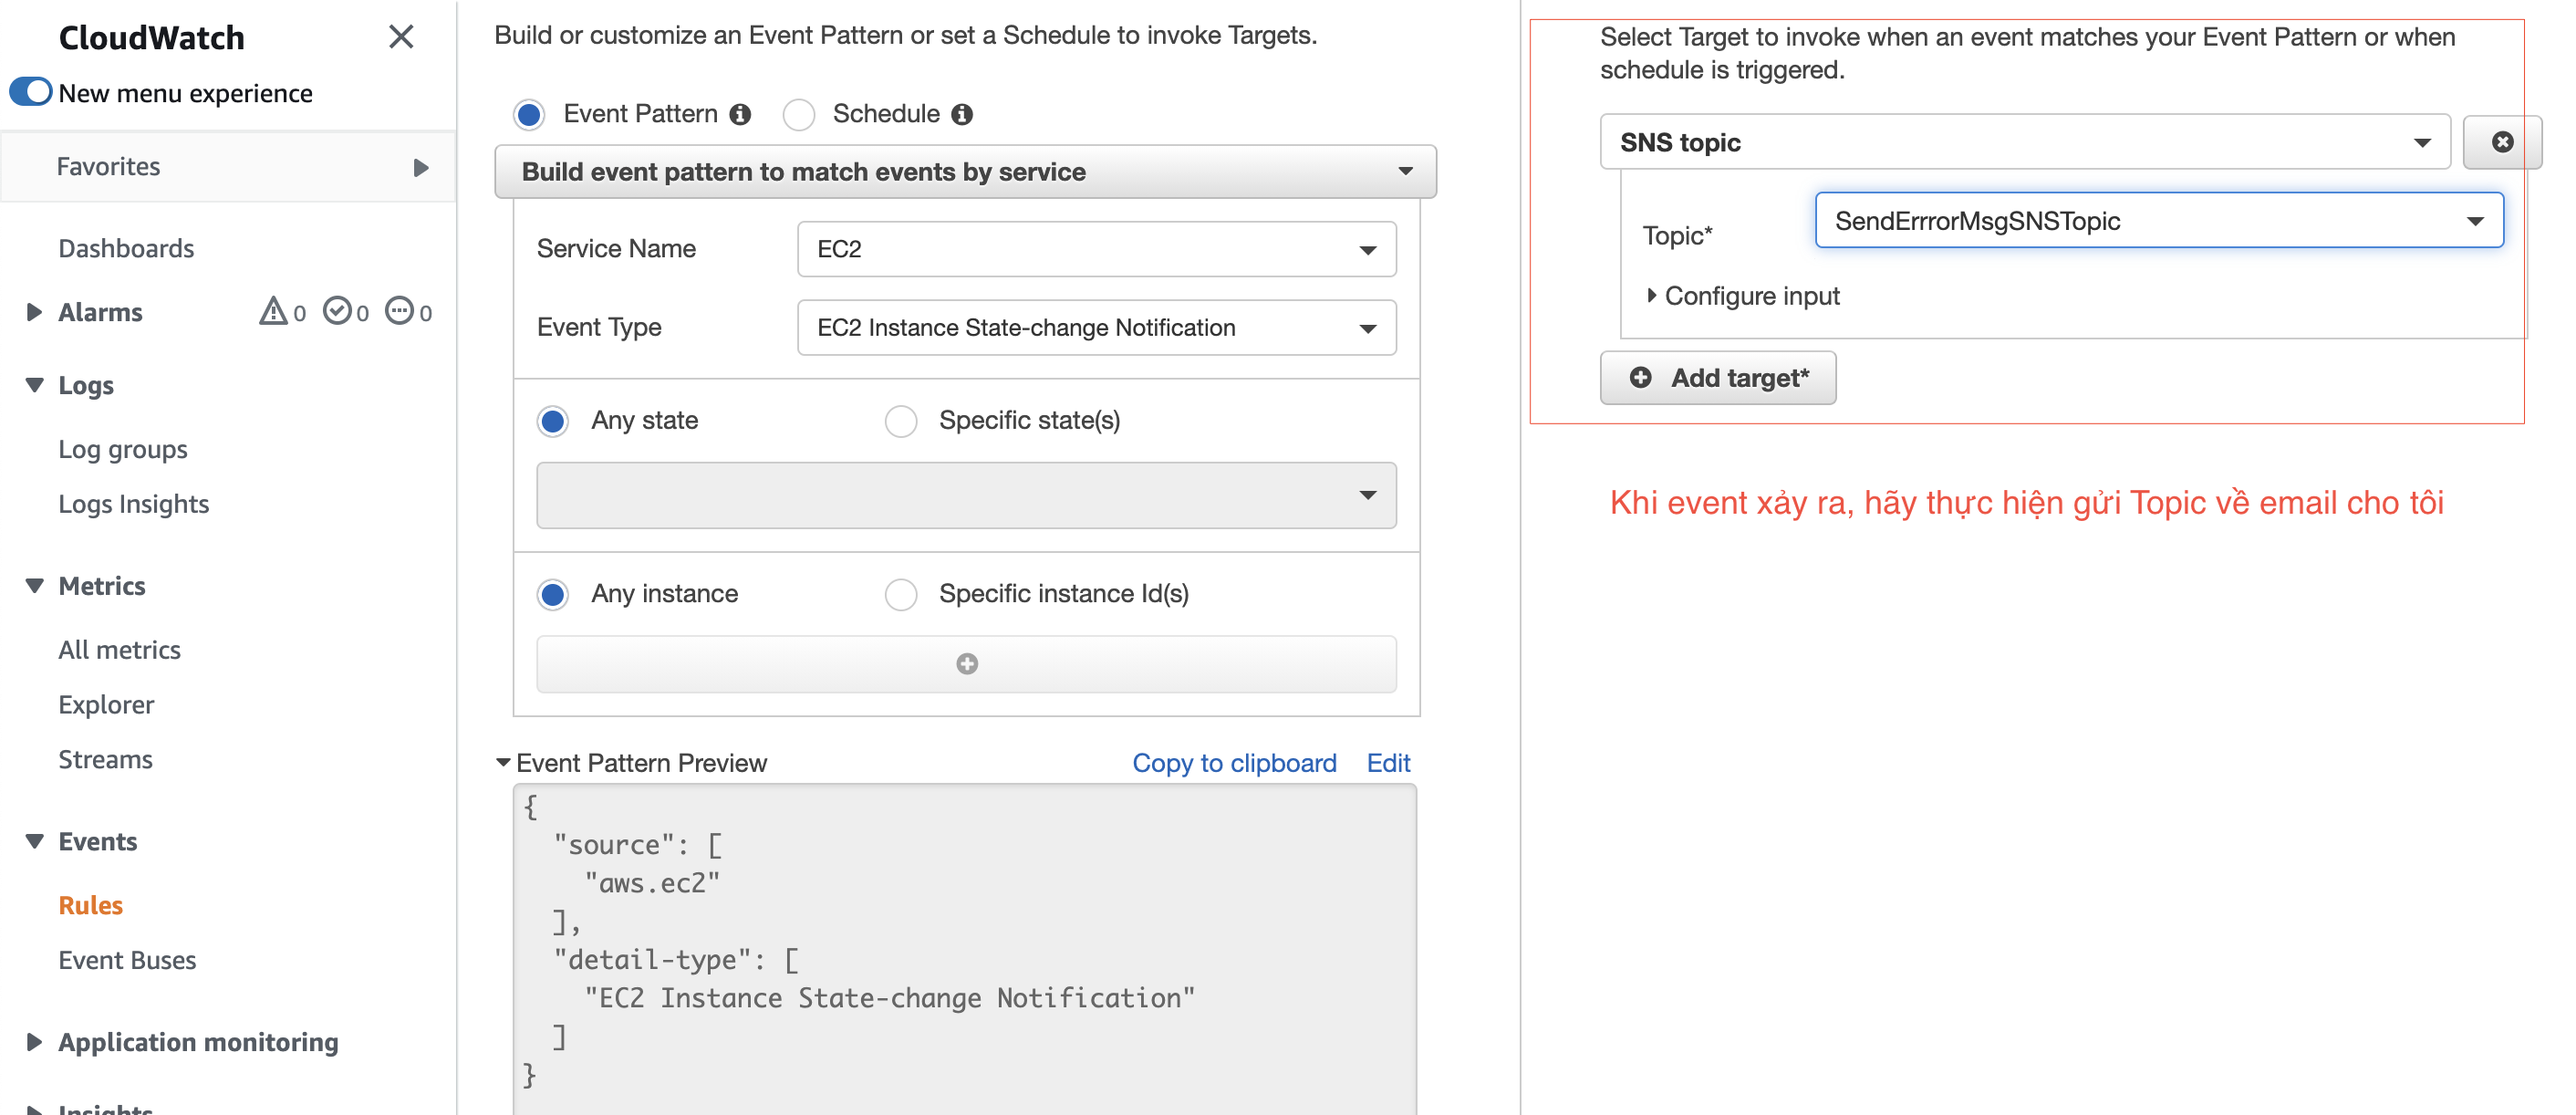 CloudWatch
New menu experience
Favorites
Dashboards
Alarms 0 0 0
Logs
Log groups
Logs Insights
Metrics
All metrics
Explorer
Streams
Events
Rules
Event Buses
Application monitoring
Insights
Build or customize an Event Pattern or set a Schedule to invoke Targets.
Event Pattern Schedule
Build event pattern to match events by service
Service Name EC2
Event Type EC2 Instance State-change Notification
Any state Specific state(s)
Any instance Specific instance Id(s)
Event Pattern Preview Copy to clipboard Edit
{
"source": [
"aws.ec2"
],
"detail-type": [
"EC2 Instance State-change Notification"
]
}
Select Target to invoke when an event matches your Event Pattern or when
schedule is triggered.
SNS topic
Topic* SendErrrorMsgSNSTopic
Configure input
Add target*
Khi event xảy ra, hãy thực hiện gửi Topic về email cho tôi